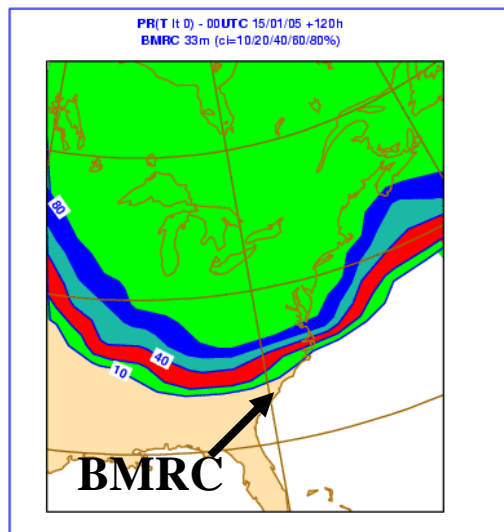 PR(T lt 0) - 00UTC 15/01/05 +120h
BMRC 33m (ci=10/20/40/60/80%)
80
40
10
BMRC